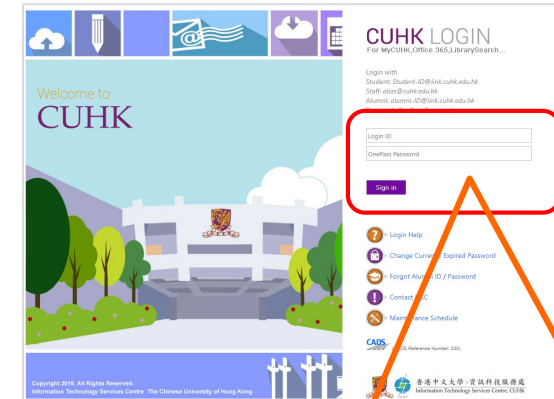 Welcome to
CUHK
Copyright 2016. All Rights Reserved.
Information Technology Services Centre The Chinese University of Hong Kong
CUHK LOGIN
For MyCUHK,Office 365,LibrarySearch...
Login with
Student: Student-ID@link.cuhk.edu.hk
Staff: alias@cuhk.edu.hk
Alumni: alumni-ID@link.cuhk.edu.hk
Login ID
OnePass Password
Sign in
> Login Help
> Change Current / Expired Password
> Forgot Alumni ID / Password
> Contact
> Maintenance Schedule
CADS
Reference Number: 233)
香港中文大學·資訊科技服務處
Information Technology Services Centre, CUHK